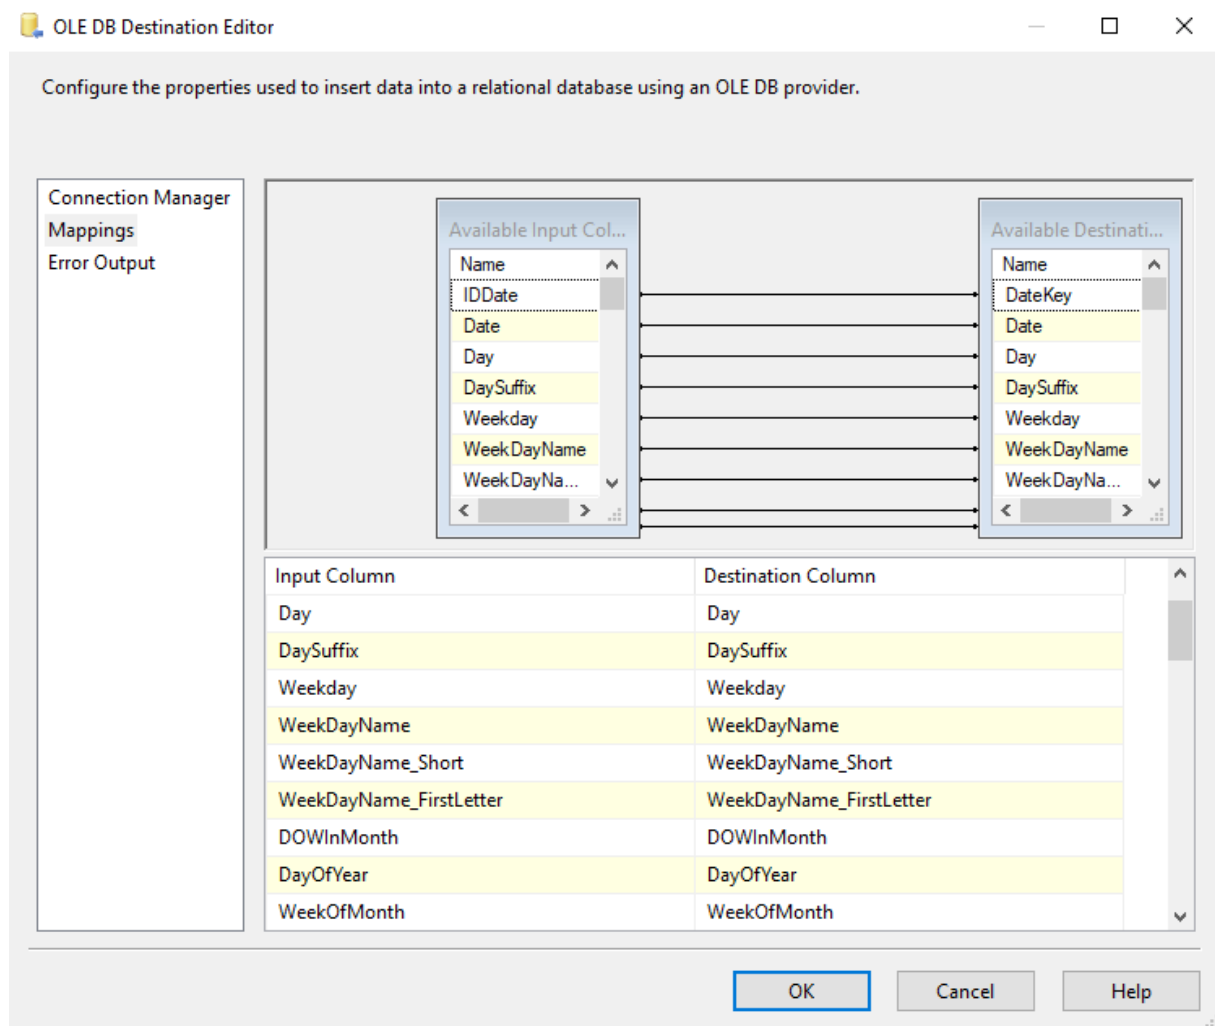 OLE DB Destination Editor
Configure the properties used to insert data into a relational database using an OLE DB provider.
Connection Manager
Mappings
Error Output
Available Input Col...
Name
IDDate
Date
Day
DaySuffix
Weekday
WeekDayName
WeekDayNa...
Available Destinati...
Name
DateKey
Date
Day
DaySuffix
Weekday
WeekDayName
WeekDayNa...
Input Column Destination Column
Day Day
DaySuffix DaySuffix
Weekday Weekday
WeekDayName WeekDayName
WeekDayName_Short WeekDayName_Short
WeekDayName_FirstLetter WeekDayName_FirstLetter
DOWInMonth DOWInMonth
DayOfYear DayOfYear
WeekOfMonth WeekOfMonth
OK Cancel Help